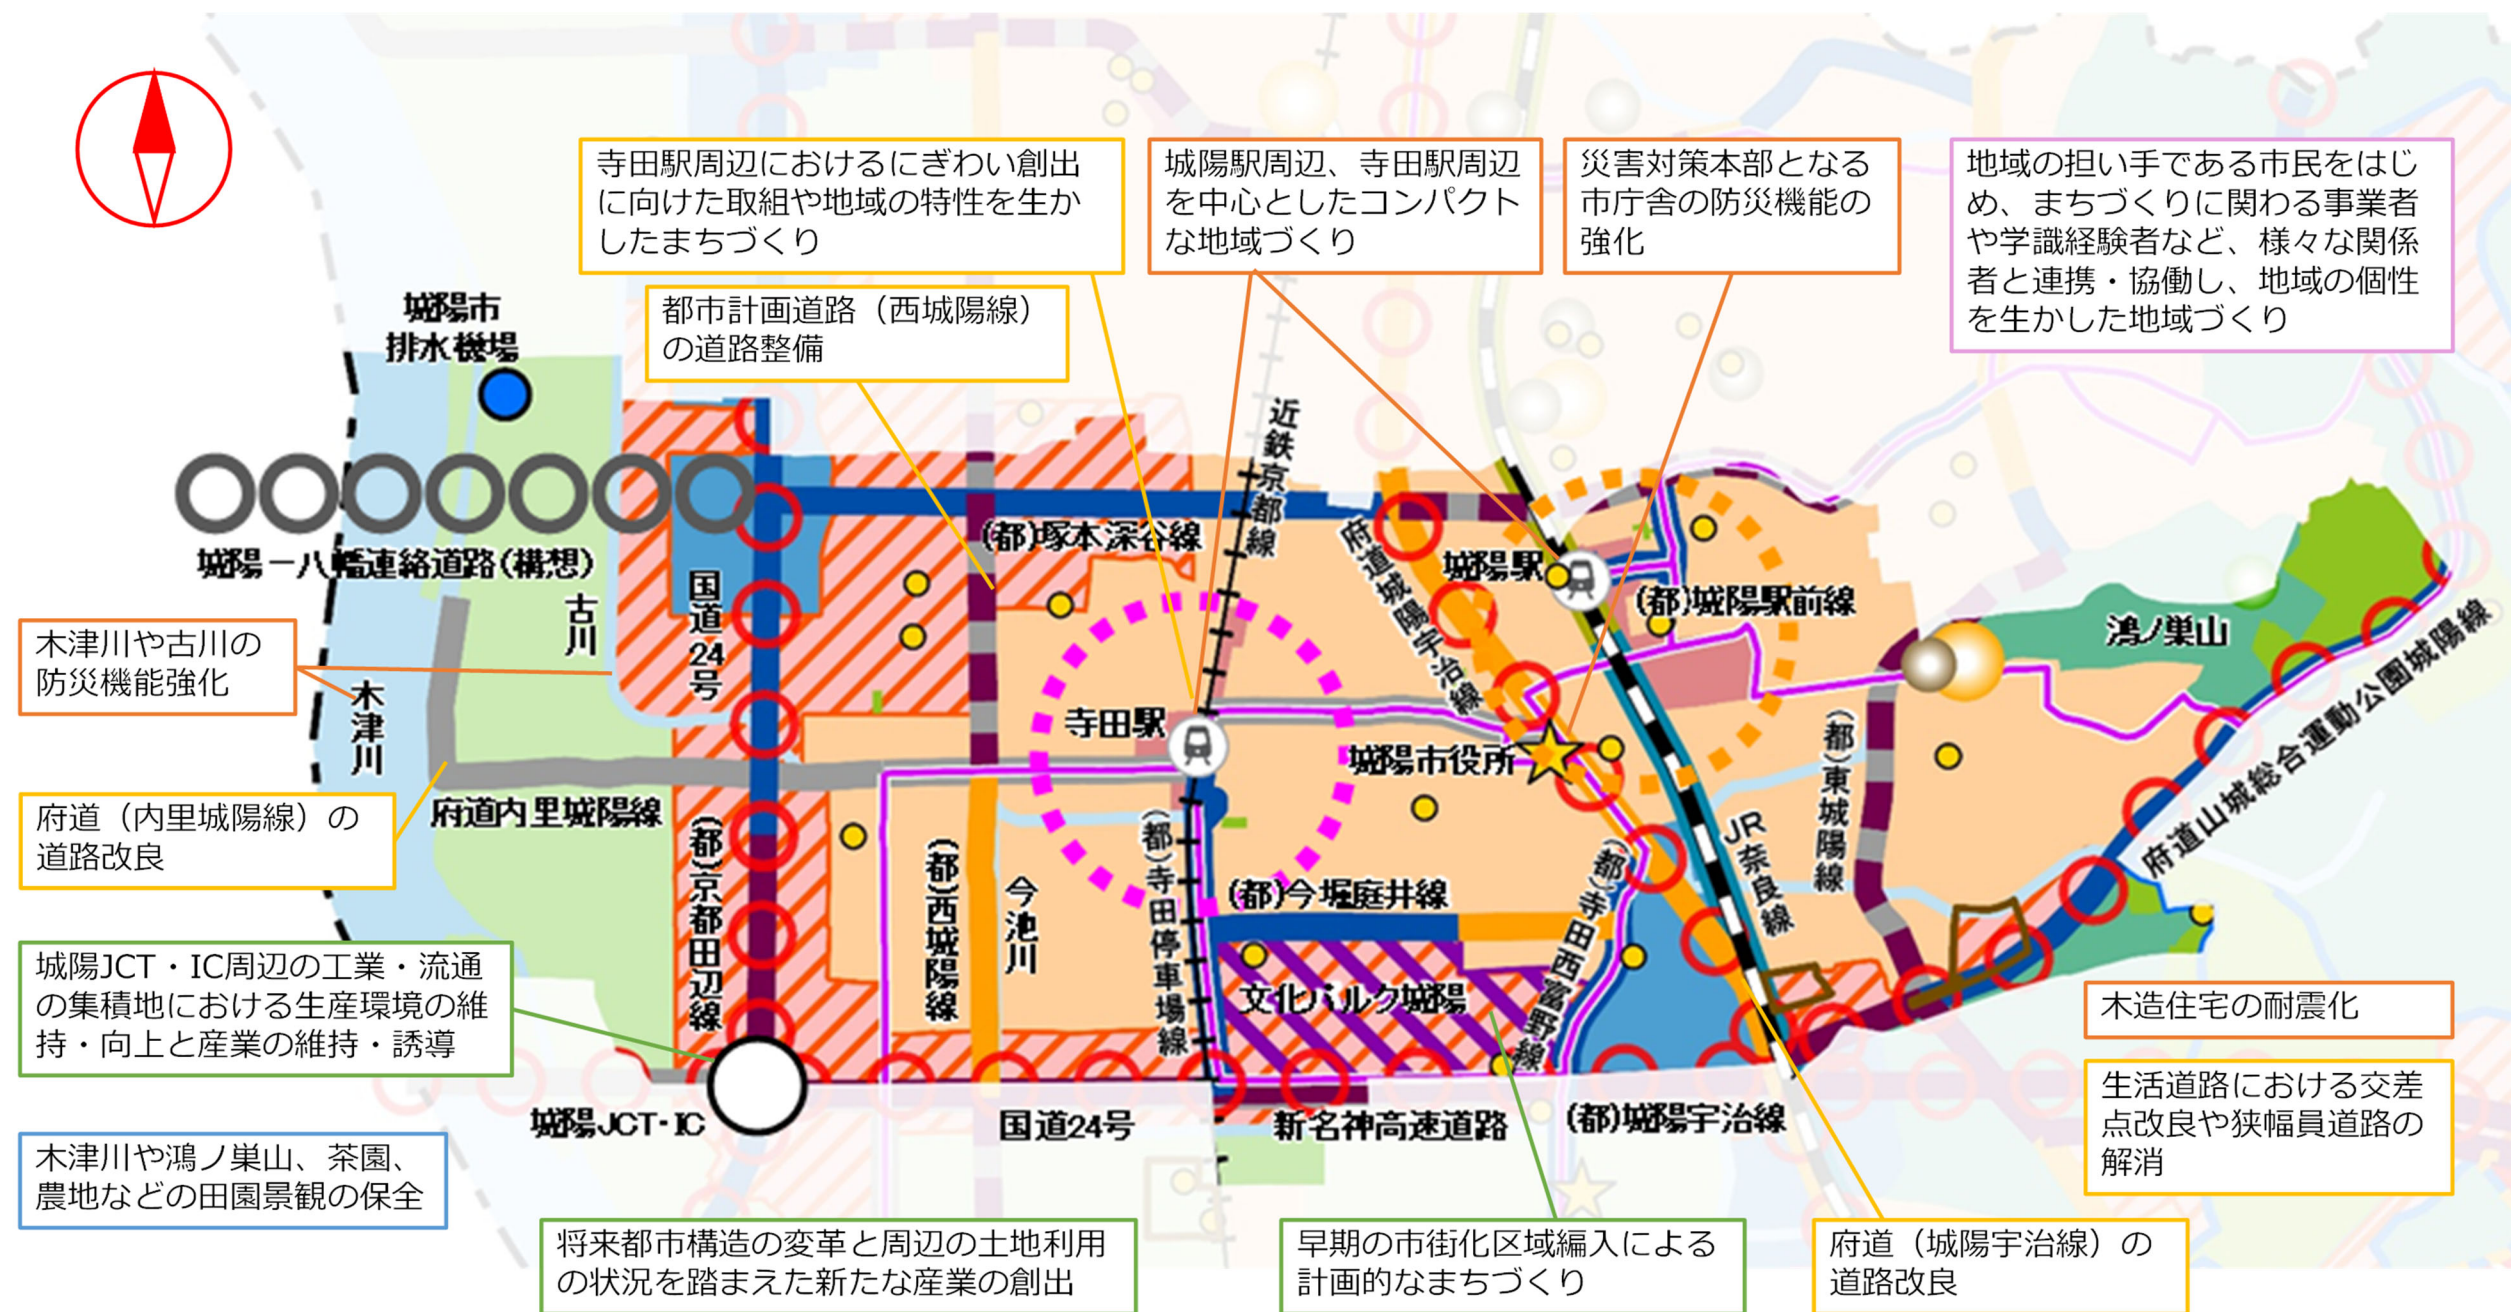 寺田駅周辺におけるにぎわい創出
に向けた取組や地域の特性を生か
したまちづくり
城陽駅周辺、寺田駅周辺
を中心としたコンパクト
な地域づくり
災害対策本部となる
市庁舎の防災機能の
強化
地域の担い手である市民をはじ
め、まちづくりに関わる事業者
や学識経験者など、様々な関係
者と連携・協働し、地域の個性
を生かした地域づくり
都市計画道路（西城陽線）
の道路整備
城陽市
排水機場
近鉄京都線
城陽ー八幡連絡道路(構想)
(都)塚本深谷線
府道城陽宇治線
城陽駅
(都)城陽駅前線
古川
国道24号
鴻ノ巣山
木津川や古川の
防災機能強化
木津川
寺田駅
城陽市役所
(都)東城陽線
府道山城総合運動公園城陽線
府道（内里城陽線）の
道路改良
府道内里城陽線
(都)京都田辺線
(都)西城陽線
今池川
(都)寺田停車場線
(都)今堀庭井線
(都)寺田西富野線
JR奈良線
文化パルク城陽
城陽JCT・IC周辺の工業・流通
の集積地における生産環境の維
持・向上と産業の維持・誘導
木造住宅の耐震化
生活道路における交差
点改良や狭幅員道路の
解消
城陽JCT・IC
国道24号
新名神高速道路
(都)城陽宇治線
木津川や鴻ノ巣山、茶園、
農地などの田園景観の保全
将来都市構造の変革と周辺の土地利用
の状況を踏まえた新たな産業の創出
早期の市街化区域編入による
計画的なまちづくり
府道（城陽宇治線）の
道路改良